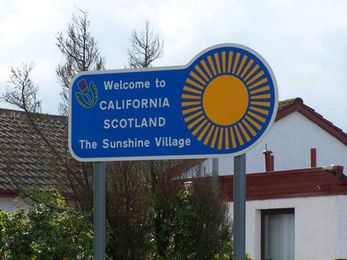 Welcome to
CALIFORNIA
SCOTLAND
The Sunshine Village